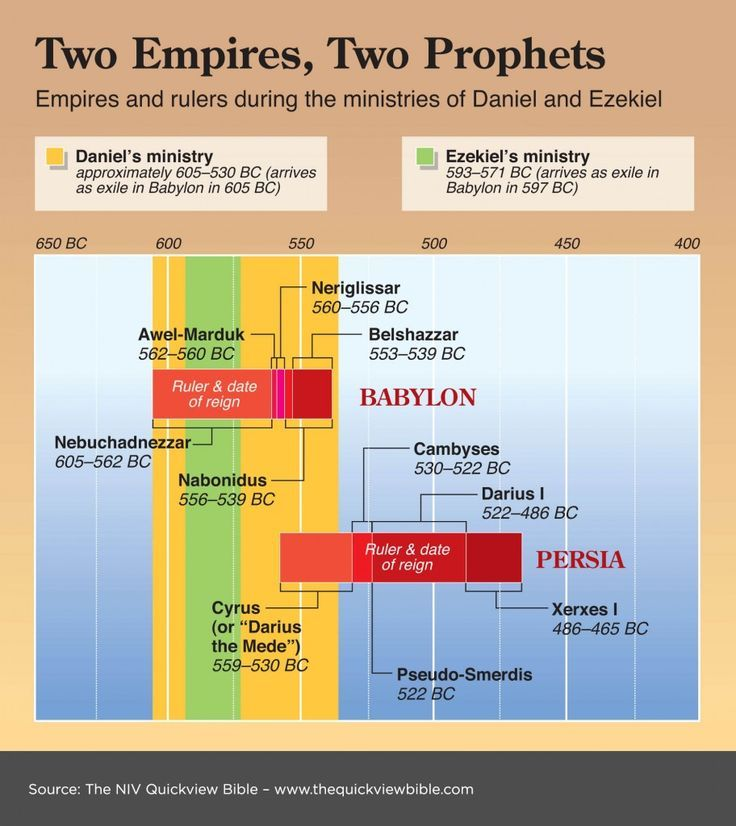 Two Empires, Two Prophets
Empires and rulers during the ministries of Daniel and Ezekiel
Daniel's ministry
approximately 605–530 BC (arrives
as exile in Babylon in 605 BC)
Ezekiel's ministry
593–571 BC (arrives as exile in
Babylon in 597 BC)
650 BC 600 550 500 450 400
Neriglissar
560–556 BC
Awel-Marduk
562–560 BC
Belshazzar
553–539 BC
Ruler & date
of reign
BABYLON
Nebuchadnezzar
605–562 BC
Nabonidus
556–539 BC
Cambyses
530–522 BC
Darius I
522–486 BC
Ruler & date
of reign
PERSIA
Cyrus
(or “Darius
the Mede”)
559–530 BC
Xerxes I
486–465 BC
Pseudo-Smerdis
522 BC
Source: The NIV Quickview Bible – www.thequickviewbible.com